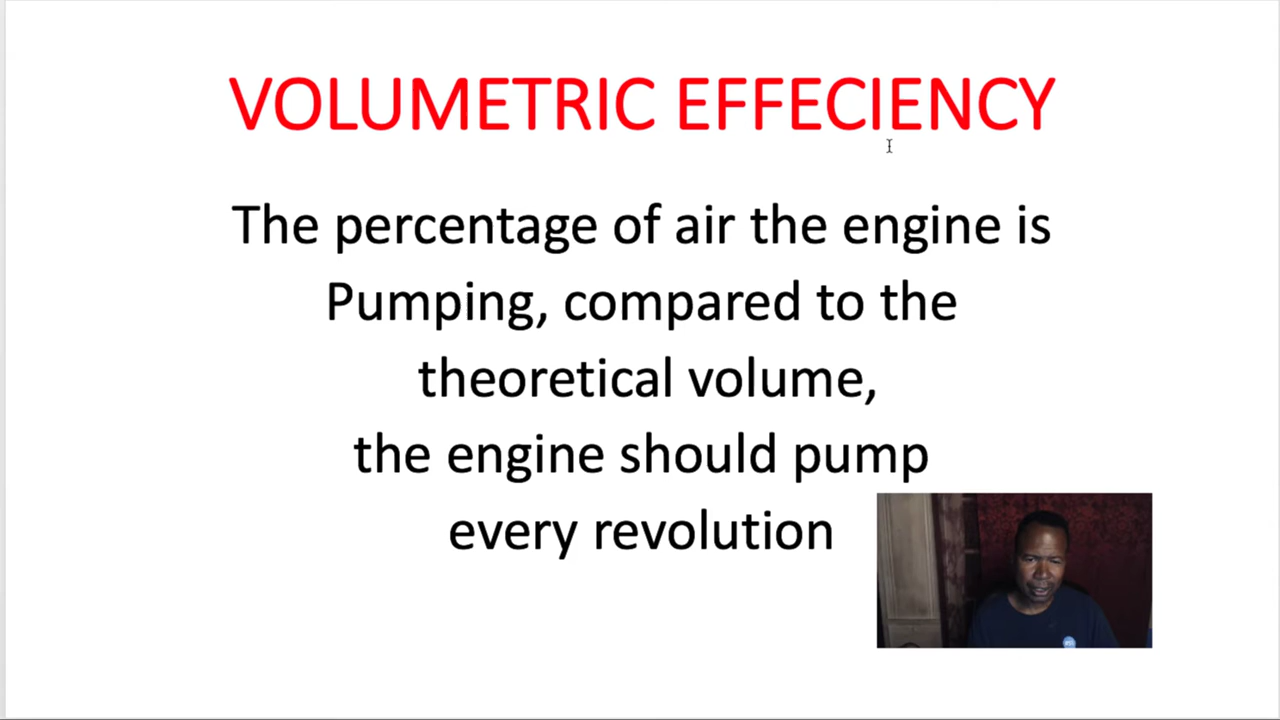 VOLUMETRIC EFFECIENCY
The percentage of air the engine is
Pumping, compared to the
theoretical volume,
the engine should pump
every revolution